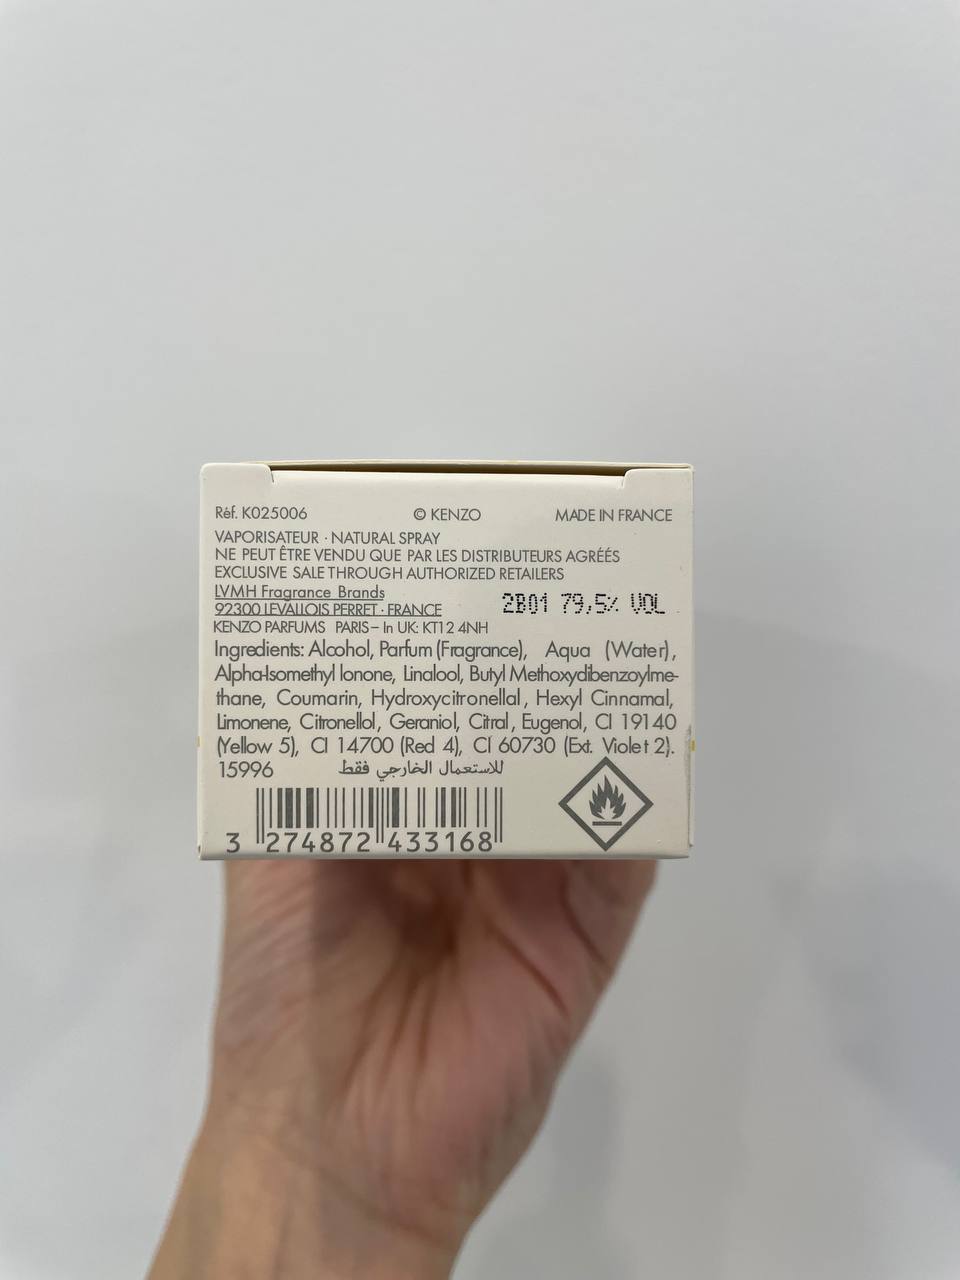 Réf. K025006 © KENZO MADE IN FRANCE
VAPORISATEUR · NATURAL SPRAY
NE PEUT ÊTRE VENDU QUE PAR LES DISTRIBUTEURS AGRÉÉS
EXCLUSIVE SALE THROUGH AUTHORIZED RETAILERS
LVMH Fragrance Brands
92300 LEVALLOIS PERRET · FRANCE
2B01 79,5% VOL
KENZO PARFUMS PARIS – In UK: KT12 4NH
Ingredients: Alcohol, Parfum (Fragrance), Aqua (Water),
Alpha-Isomethyl Ionone, Linalool, Butyl Methoxydibenzoylme-
thane, Coumarin, Hydroxycitronellal, Hexyl Cinnamal,
Limonene, Citronellol, Geraniol, Citral, Eugenol, CI 19140
(Yellow 5), CI 14700 (Red 4), CI 60730 (Ext. Violet 2).
15996 للاستعمال الخارجي فقط
3 274872 433168